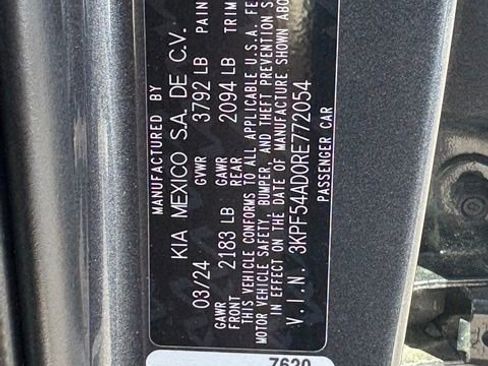 MANUFACTURED BY
KIA MEXICO S.A. DE C.V.
03/24 GVWR 3792 LB PAIN
GAWR FRONT 2183 LB GAWR REAR 2094 LB TRIM
THIS VEHICLE CONFORMS TO ALL APPLICABLE U.S.A. FE
MOTOR VEHICLE SAFETY, BUMPER, AND THEFT PREVENTION S
IN EFFECT ON THE DATE OF MANUFACTURE SHOWN ABO
V.I.N. 3KPF54AD0RE772054
PASSENGER CAR
7620